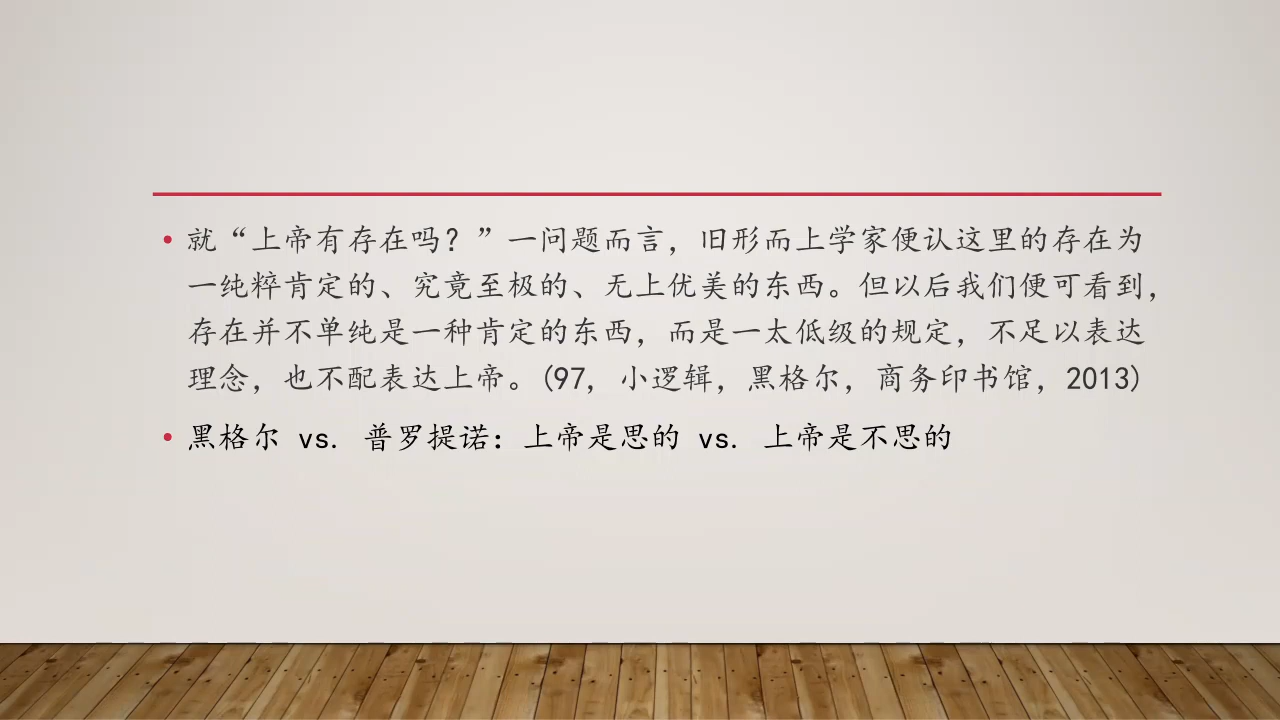 • 就“上帝有存在吗？”一问题而言，旧形而上学家便认这里的存在为
一纯粹肯定的、究竟至极的、无上优美的东西。但以后我们便可看到，
存在并不单纯是一种肯定的东西，而是一太低级的规定，不足以表达
理念，也不配表达上帝。(97, 小逻辑，黑格尔，商务印书馆，2013)
• 黑格尔 vs. 普罗提诺：上帝是思的 vs. 上帝是不思的